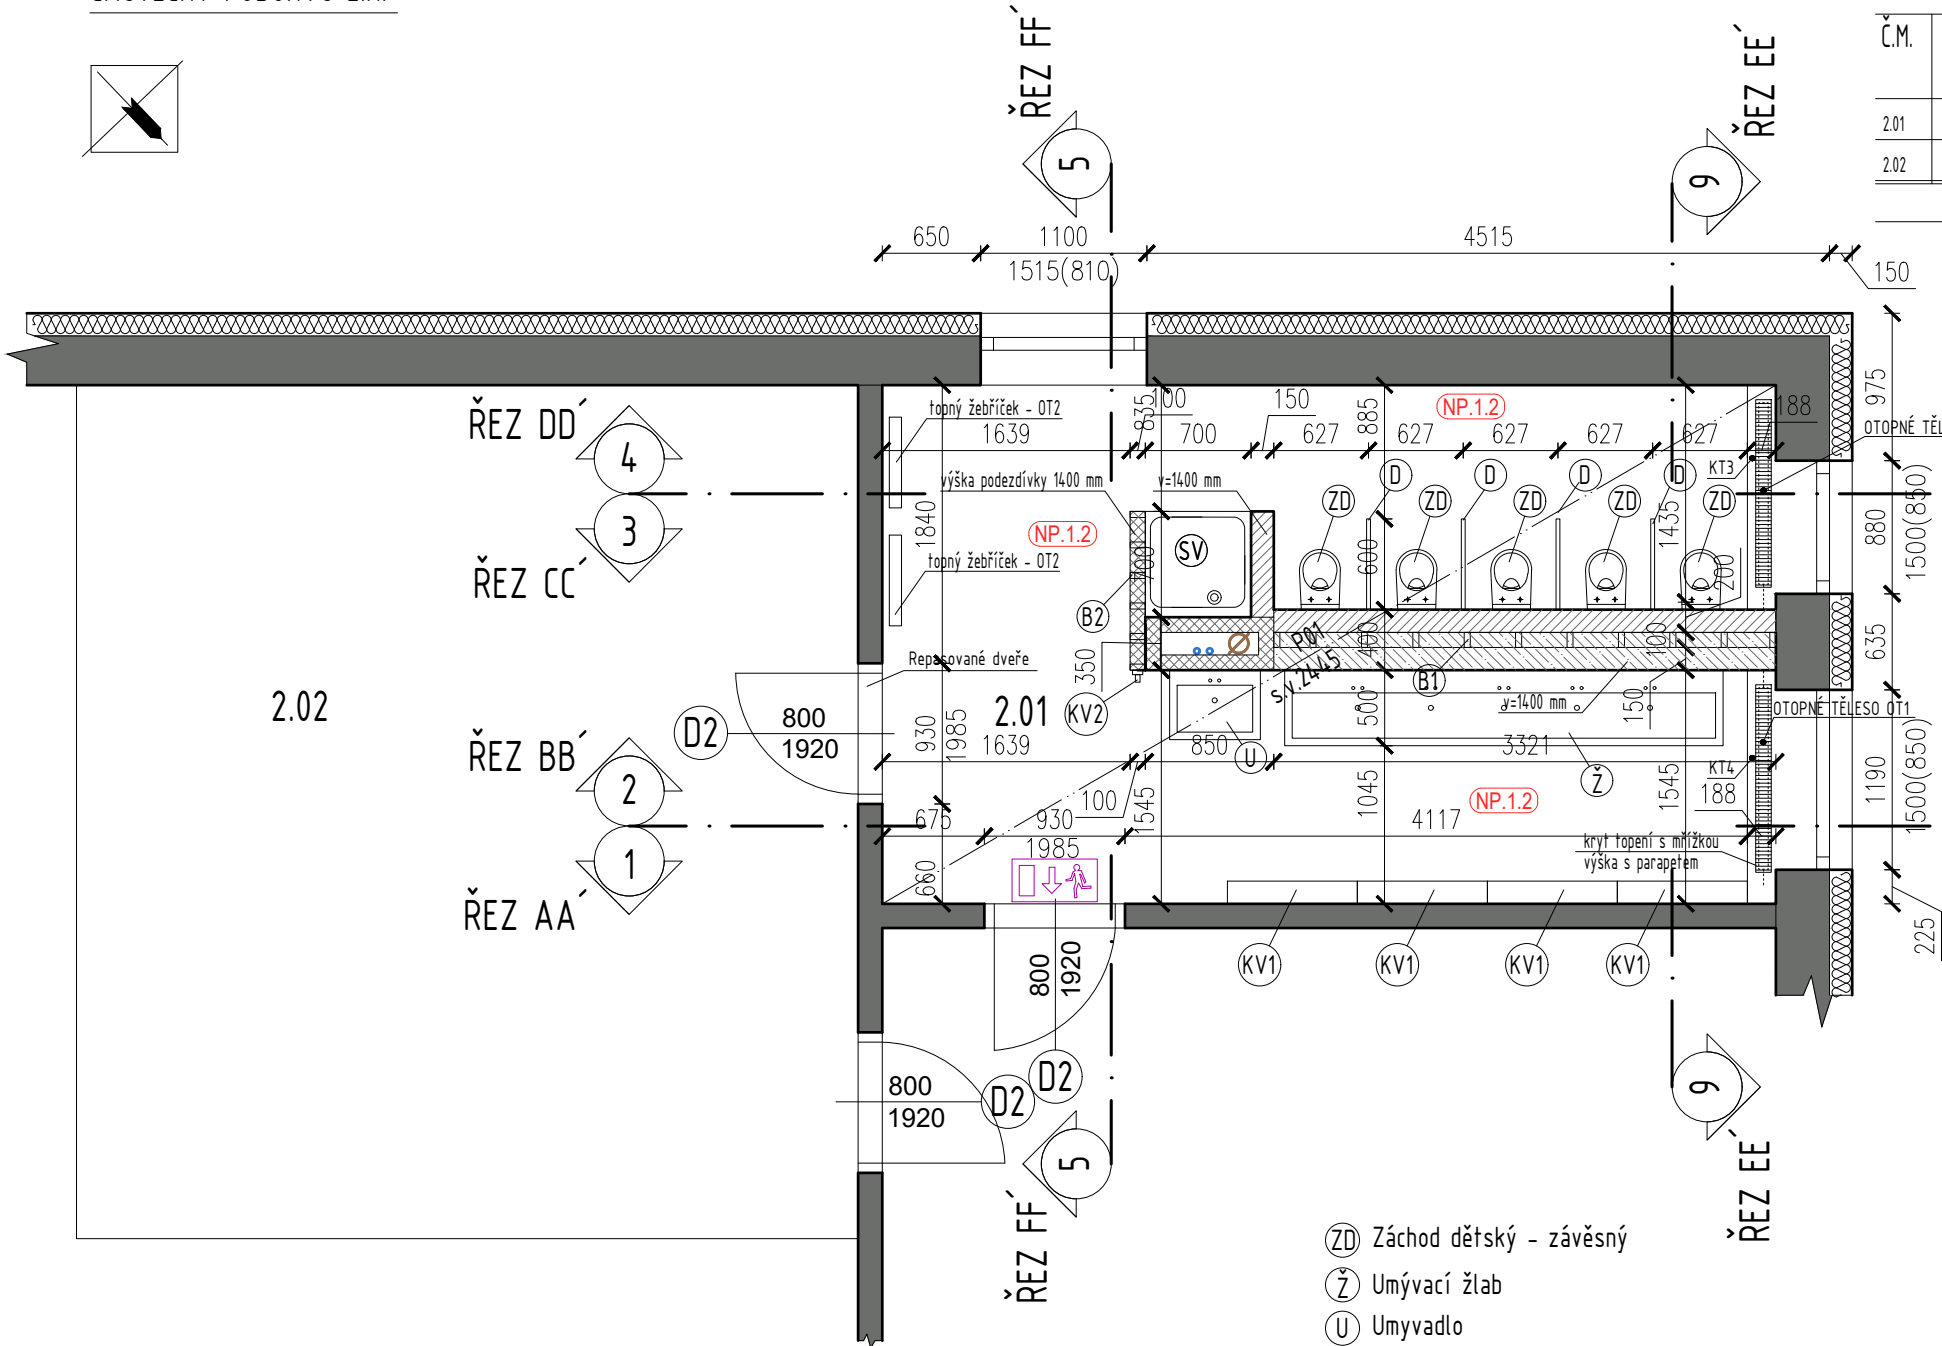 Č.M.
2.01
2.02
ŘEZ FF´
5
ŘEZ EE´
9
650
1100
1515(810)
4515
150
ŘEZ DD´
4
3
ŘEZ CC´
topný žebříček - OT2
1639
výška podezdívky 1400 mm
1840
NP.1.2
topný žebříček - OT2
835
100
700
150
v=1400 mm
885
627
627
627
627
627
NP.1.2
188
975
OTOPNÉ TĚL
KT3
D
D
D
D
ZD
ZD
ZD
ZD
ZD
SV
700
600
1435
200
880
1500(850)
B2
350
KV2
P01
s.v.2445
400
100
B1
635
Repasované dveře
2.02
D2
800
1920
930
1985
2.01
1639
850
U
500
v=1400 mm
150
3321
Ž
OTOPNÉ TĚLESO OT1
KT4
188
1190
1500(850)
ŘEZ BB´
2
1
ŘEZ AA´
675
930
1985
100
1545
1045
NP.1.2
1545
4117
kryt topení s mřížkou
výška s parapetem
660
225
KV1
KV1
KV1
KV1
800
1920
D2
800
1920
D2
5
ŘEZ FF´
9
ŘEZ EE´
ZD Záchod dětský - závěsný
Ž Umývací žlab
U Umyvadlo